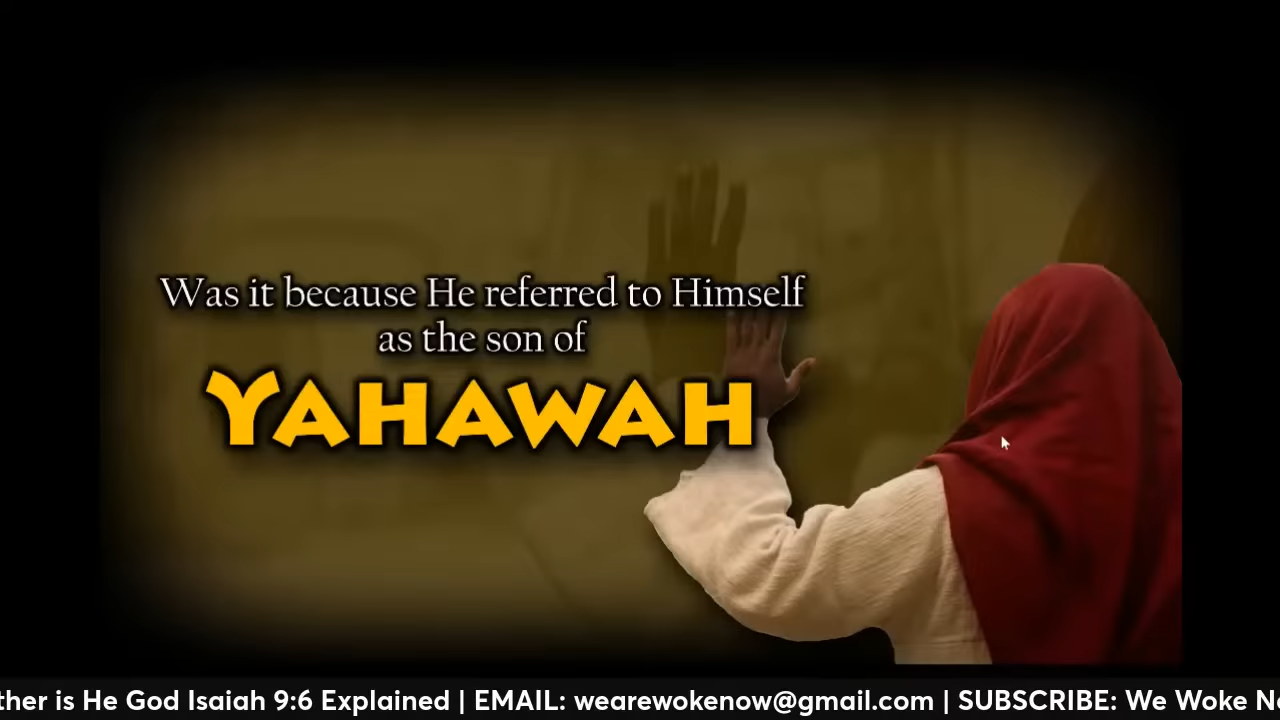 Was it because He referred to Himself
as the son of
YAHAWAH
ther is He God Isaiah 9:6 Explained | EMAIL: wearewokenow@gmail.com | SUBSCRIBE: We Woke N